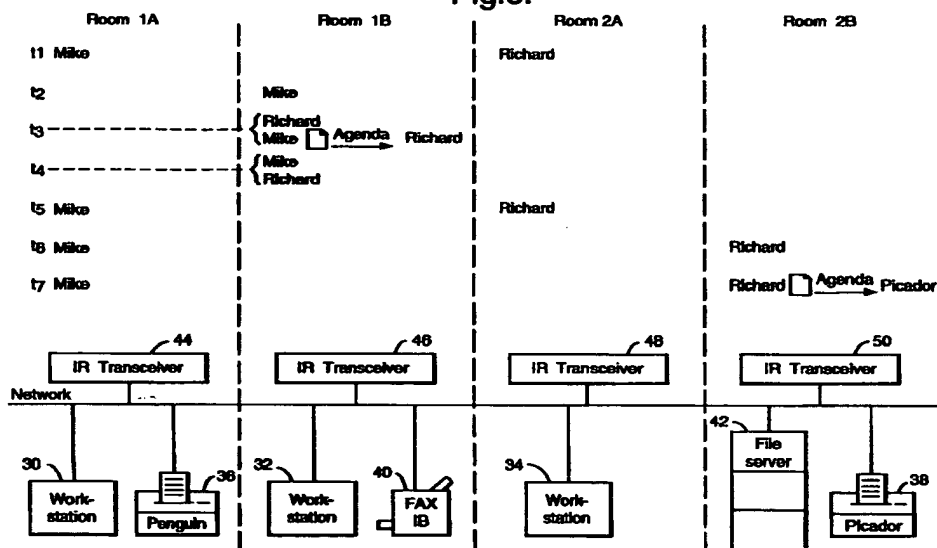 Room 1A Room 1B Room 2A Room 2B
t1 Mike Richard
t2 Mike
t3 Richard
Mike Agenda Richard
t4 Mike
Richard
t5 Mike Richard
t6 Mike Richard
t7 Mike Richard Agenda Picador
44 46 48 50
IR Transceiver IR Transceiver IR Transceiver IR Transceiver
Network
30 36 32 40 34 42 38
Work-station Penguin Work-station FAX IB Work-station File server Picador